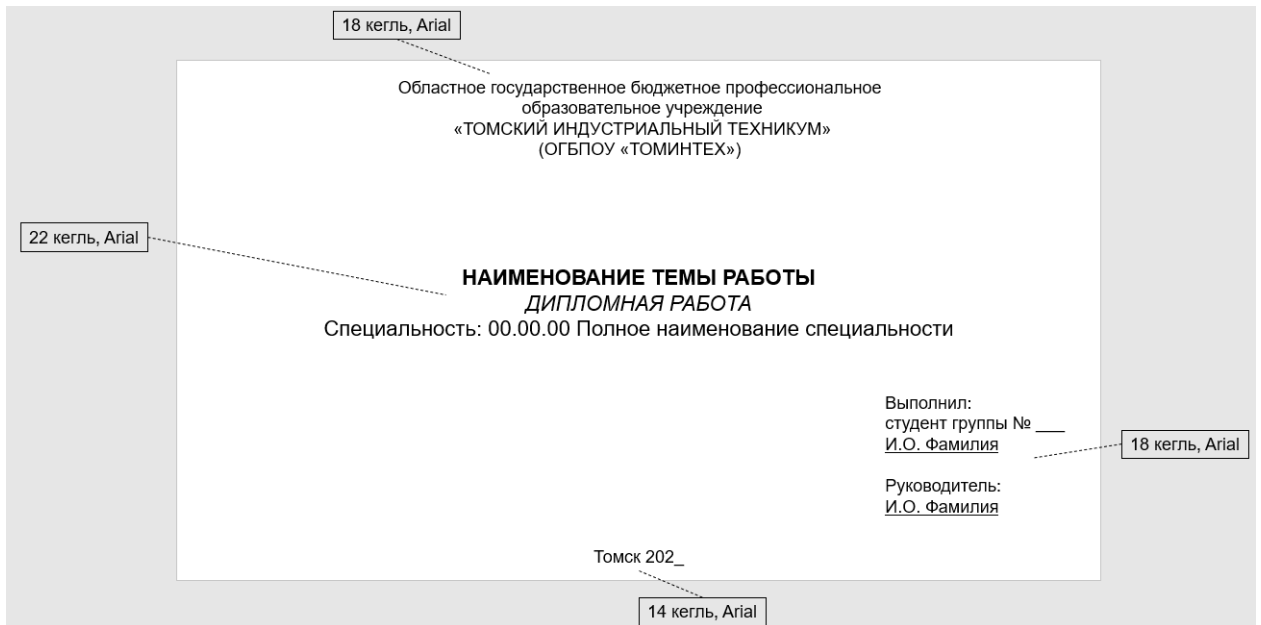 18 кегль, Arial
Областное государственное бюджетное профессиональное
образовательное учреждение
«ТОМСКИЙ ИНДУСТРИАЛЬНЫЙ ТЕХНИКУМ»
(ОГБПОУ «ТОМИНТЕХ»)
22 кегль, Arial
НАИМЕНОВАНИЕ ТЕМЫ РАБОТЫ
ДИПЛОМНАЯ РАБОТА
Специальность: 00.00.00 Полное наименование специальности
Выполнил:
студент группы № ___
И.О. Фамилия
18 кегль, Arial
Руководитель:
И.О. Фамилия
Томск 202_
14 кегль, Arial